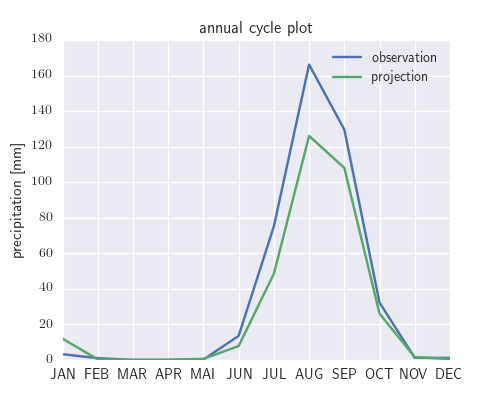 annual cycle plot
180
160
140
120
100
80
60
40
20
0
precipitation [mm]
observation
projection
JAN FEB MAR APR MAI JUN JUL AUG SEP OCT NOV DEC